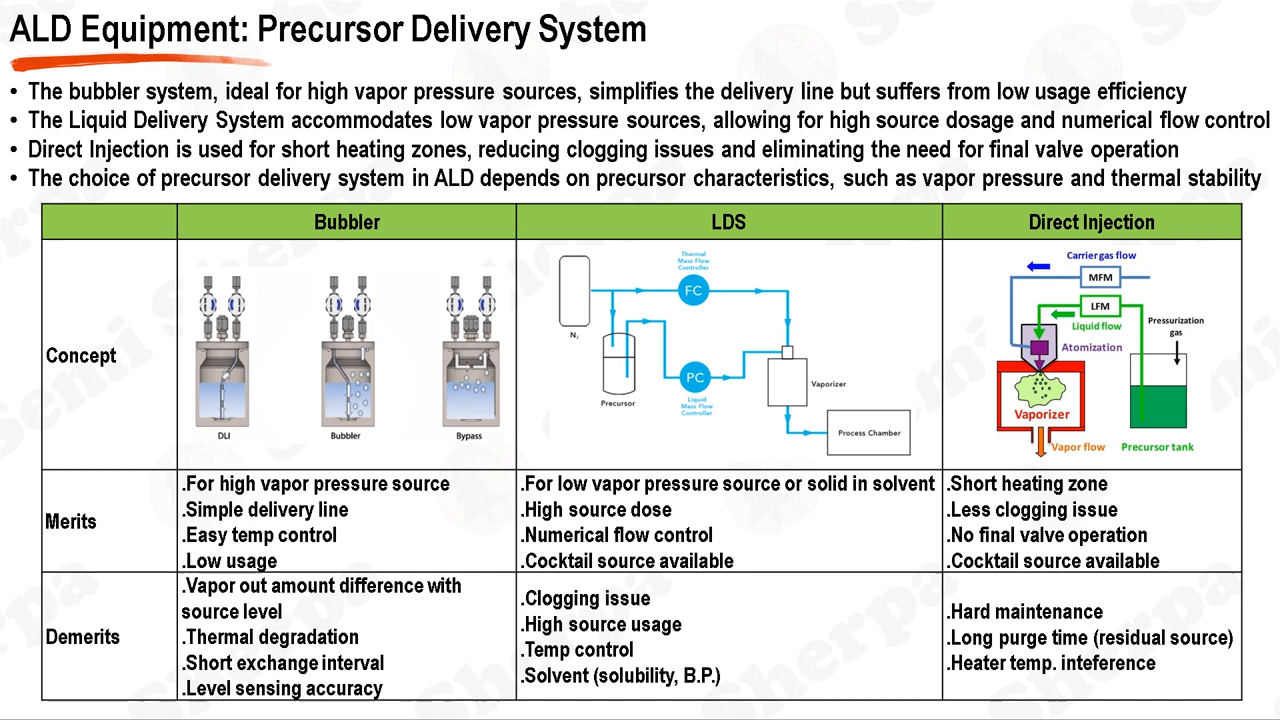 ALD Equipment: Precursor Delivery System
• The bubbler system, ideal for high vapor pressure sources, simplifies the delivery line but suffers from low usage efficiency
• The Liquid Delivery System accommodates low vapor pressure sources, allowing for high source dosage and numerical flow control
• Direct Injection is used for short heating zones, reducing clogging issues and eliminating the need for final valve operation
• The choice of precursor delivery system in ALD depends on precursor characteristics, such as vapor pressure and thermal stability
Bubbler
LDS
Direct Injection
Concept
DLI
Bubbler
Bypass
Thermal
Mass Flow
Controller
FC
N₂
Precursor
PC
Liquid
Mass Flow
Controller
Vaporizer
Process Chamber
Carrier gas flow
MFM
LFM
Liquid flow
Pressurization
gas
Atomization
Vaporizer
Vapor flow
Precursor tank
Merits
.For high vapor pressure source
.Simple delivery line
.Easy temp control
.Low usage
.For low vapor pressure source or solid in solvent
.High source dose
.Numerical flow control
.Cocktail source available
.Short heating zone
.Less clogging issue
.No final valve operation
.Cocktail source available
Demerits
.Vapor out amount difference with
source level
.Thermal degradation
.Short exchange interval
.Level sensing accuracy
.Clogging issue
.High source usage
.Temp control
.Solvent (solubility, B.P.)
.Hard maintenance
.Long purge time (residual source)
.Heater temp. inteference
Semi Sherpa